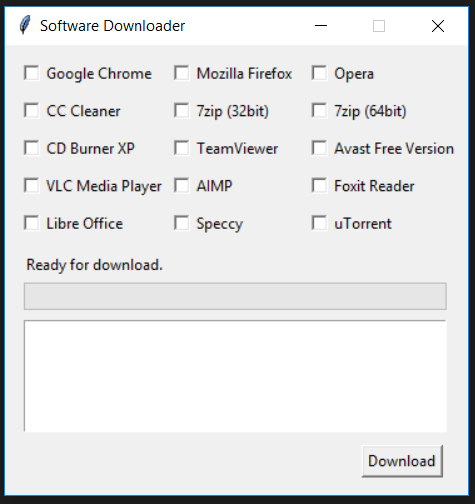 Software Downloader
Google Chrome Mozilla Firefox Opera
CC Cleaner 7zip (32bit) 7zip (64bit)
CD Burner XP TeamViewer Avast Free Version
VLC Media Player AIMP Foxit Reader
Libre Office Speccy uTorrent
Ready for download.
Download